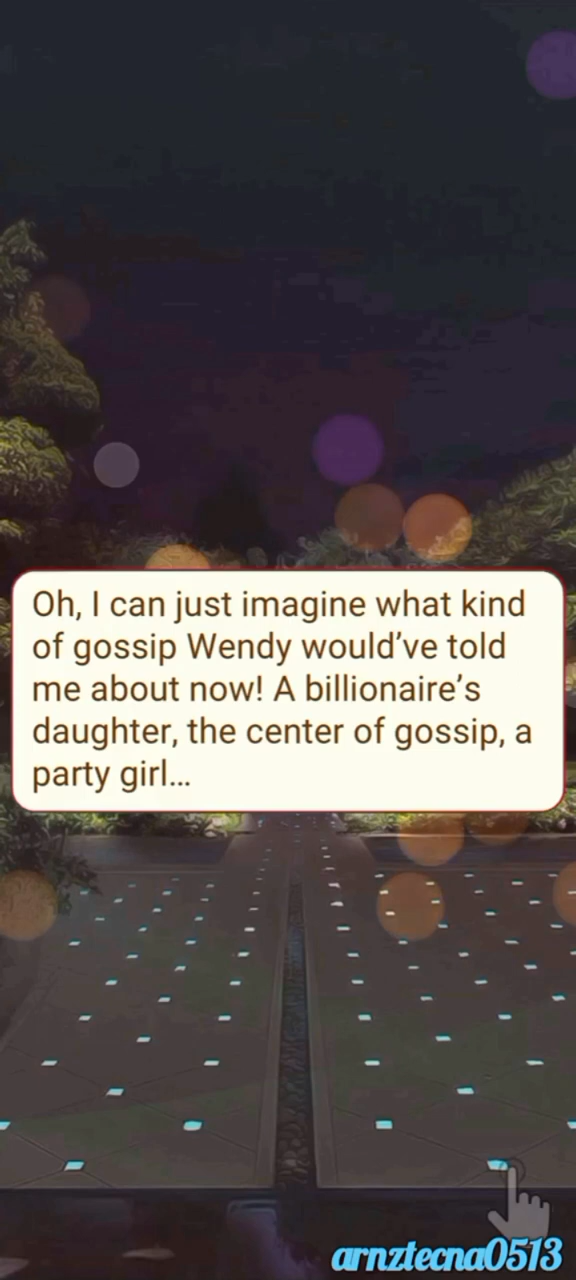 Oh, I can just imagine what kind
of gossip Wendy would’ve told
me about now! A billionaire’s
daughter, the center of gossip, a
party girl...
arnztecna0513